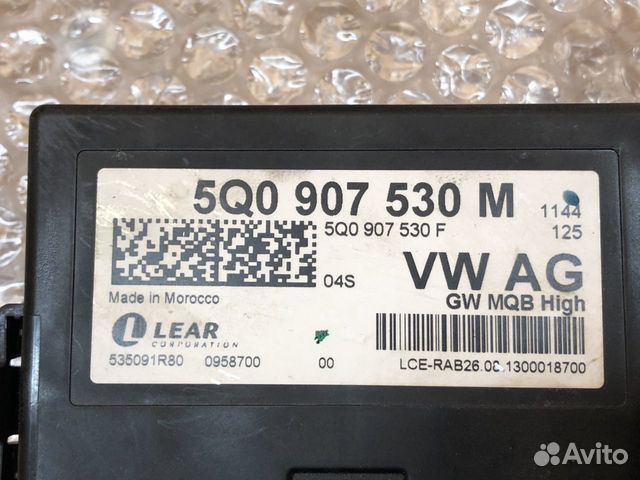 5Q0 907 530 M
1144
5Q0 907 530 F
125
04S
VW AG
Made in Morocco
GW MQB High
LEAR
CORPORATION
535091R80 0958700 00
LCE-RAB26.08.1300018700
Avito